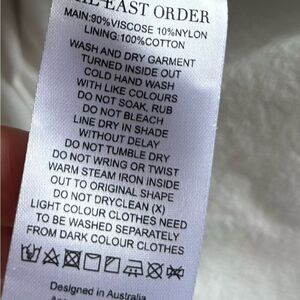 EAST ORDER
MAIN:90%VISCOSE 10%NYLON
LINING:100%COTTON
WASH AND DRY GARMENT
TURNED INSIDE OUT
COLD HAND WASH
WITH LIKE COLOURS
DO NOT SOAK, RUB
DO NOT BLEACH
LINE DRY IN SHADE
WITHOUT DELAY
DO NOT TUMBLE DRY
DO NOT WRING OR TWIST
WARM STEAM IRON INSIDE
OUT TO ORIGINAL SHAPE
DO NOT DRYCLEAN (X)
LIGHT COLOUR CLOTHES NEED
TO BE WASHED SEPARATELY
FROM DARK COLOUR CLOTHES
Designed in Australia